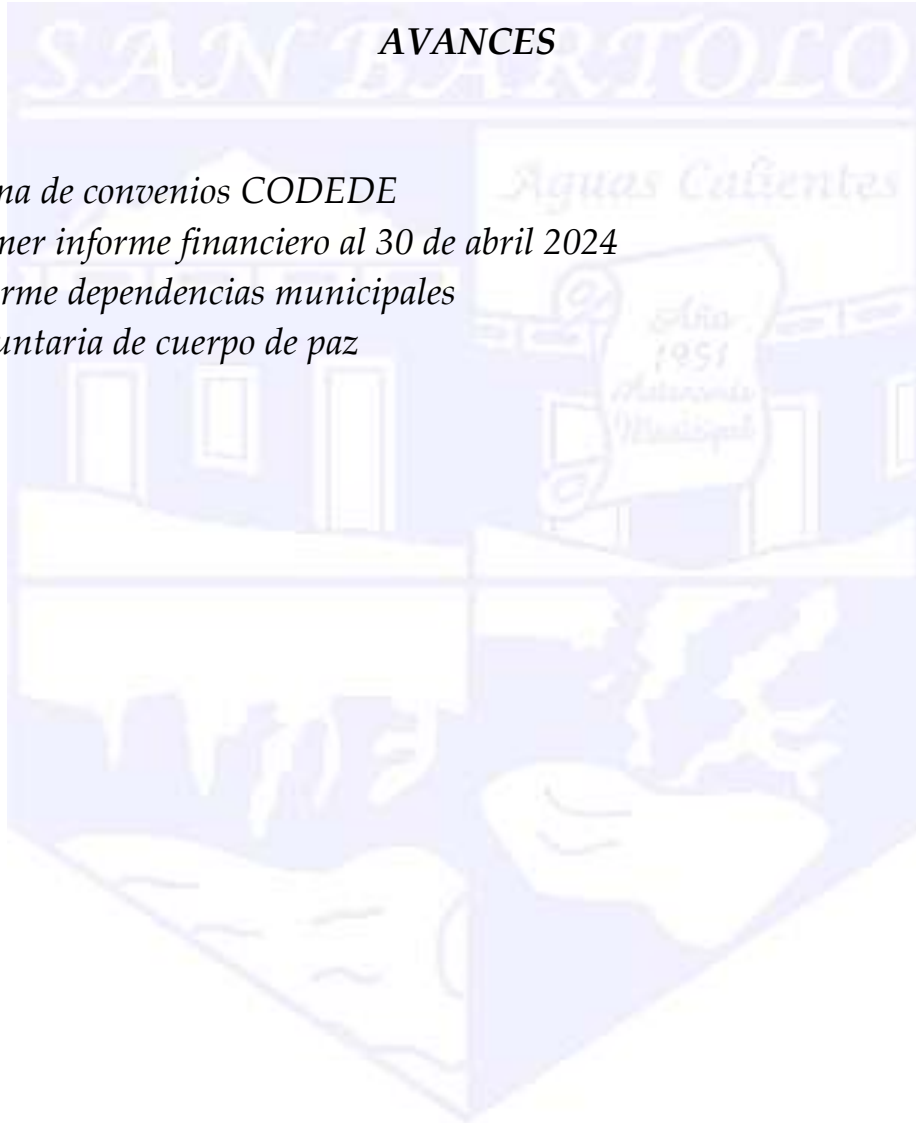 SAN BARTOLO
AVANCES
Aguas Calientes
na de convenios CODEDE
ner informe financiero al 30 de abril 2024
rme dependencias municipales
untaria de cuerpo de paz
Año
1951
Municipal